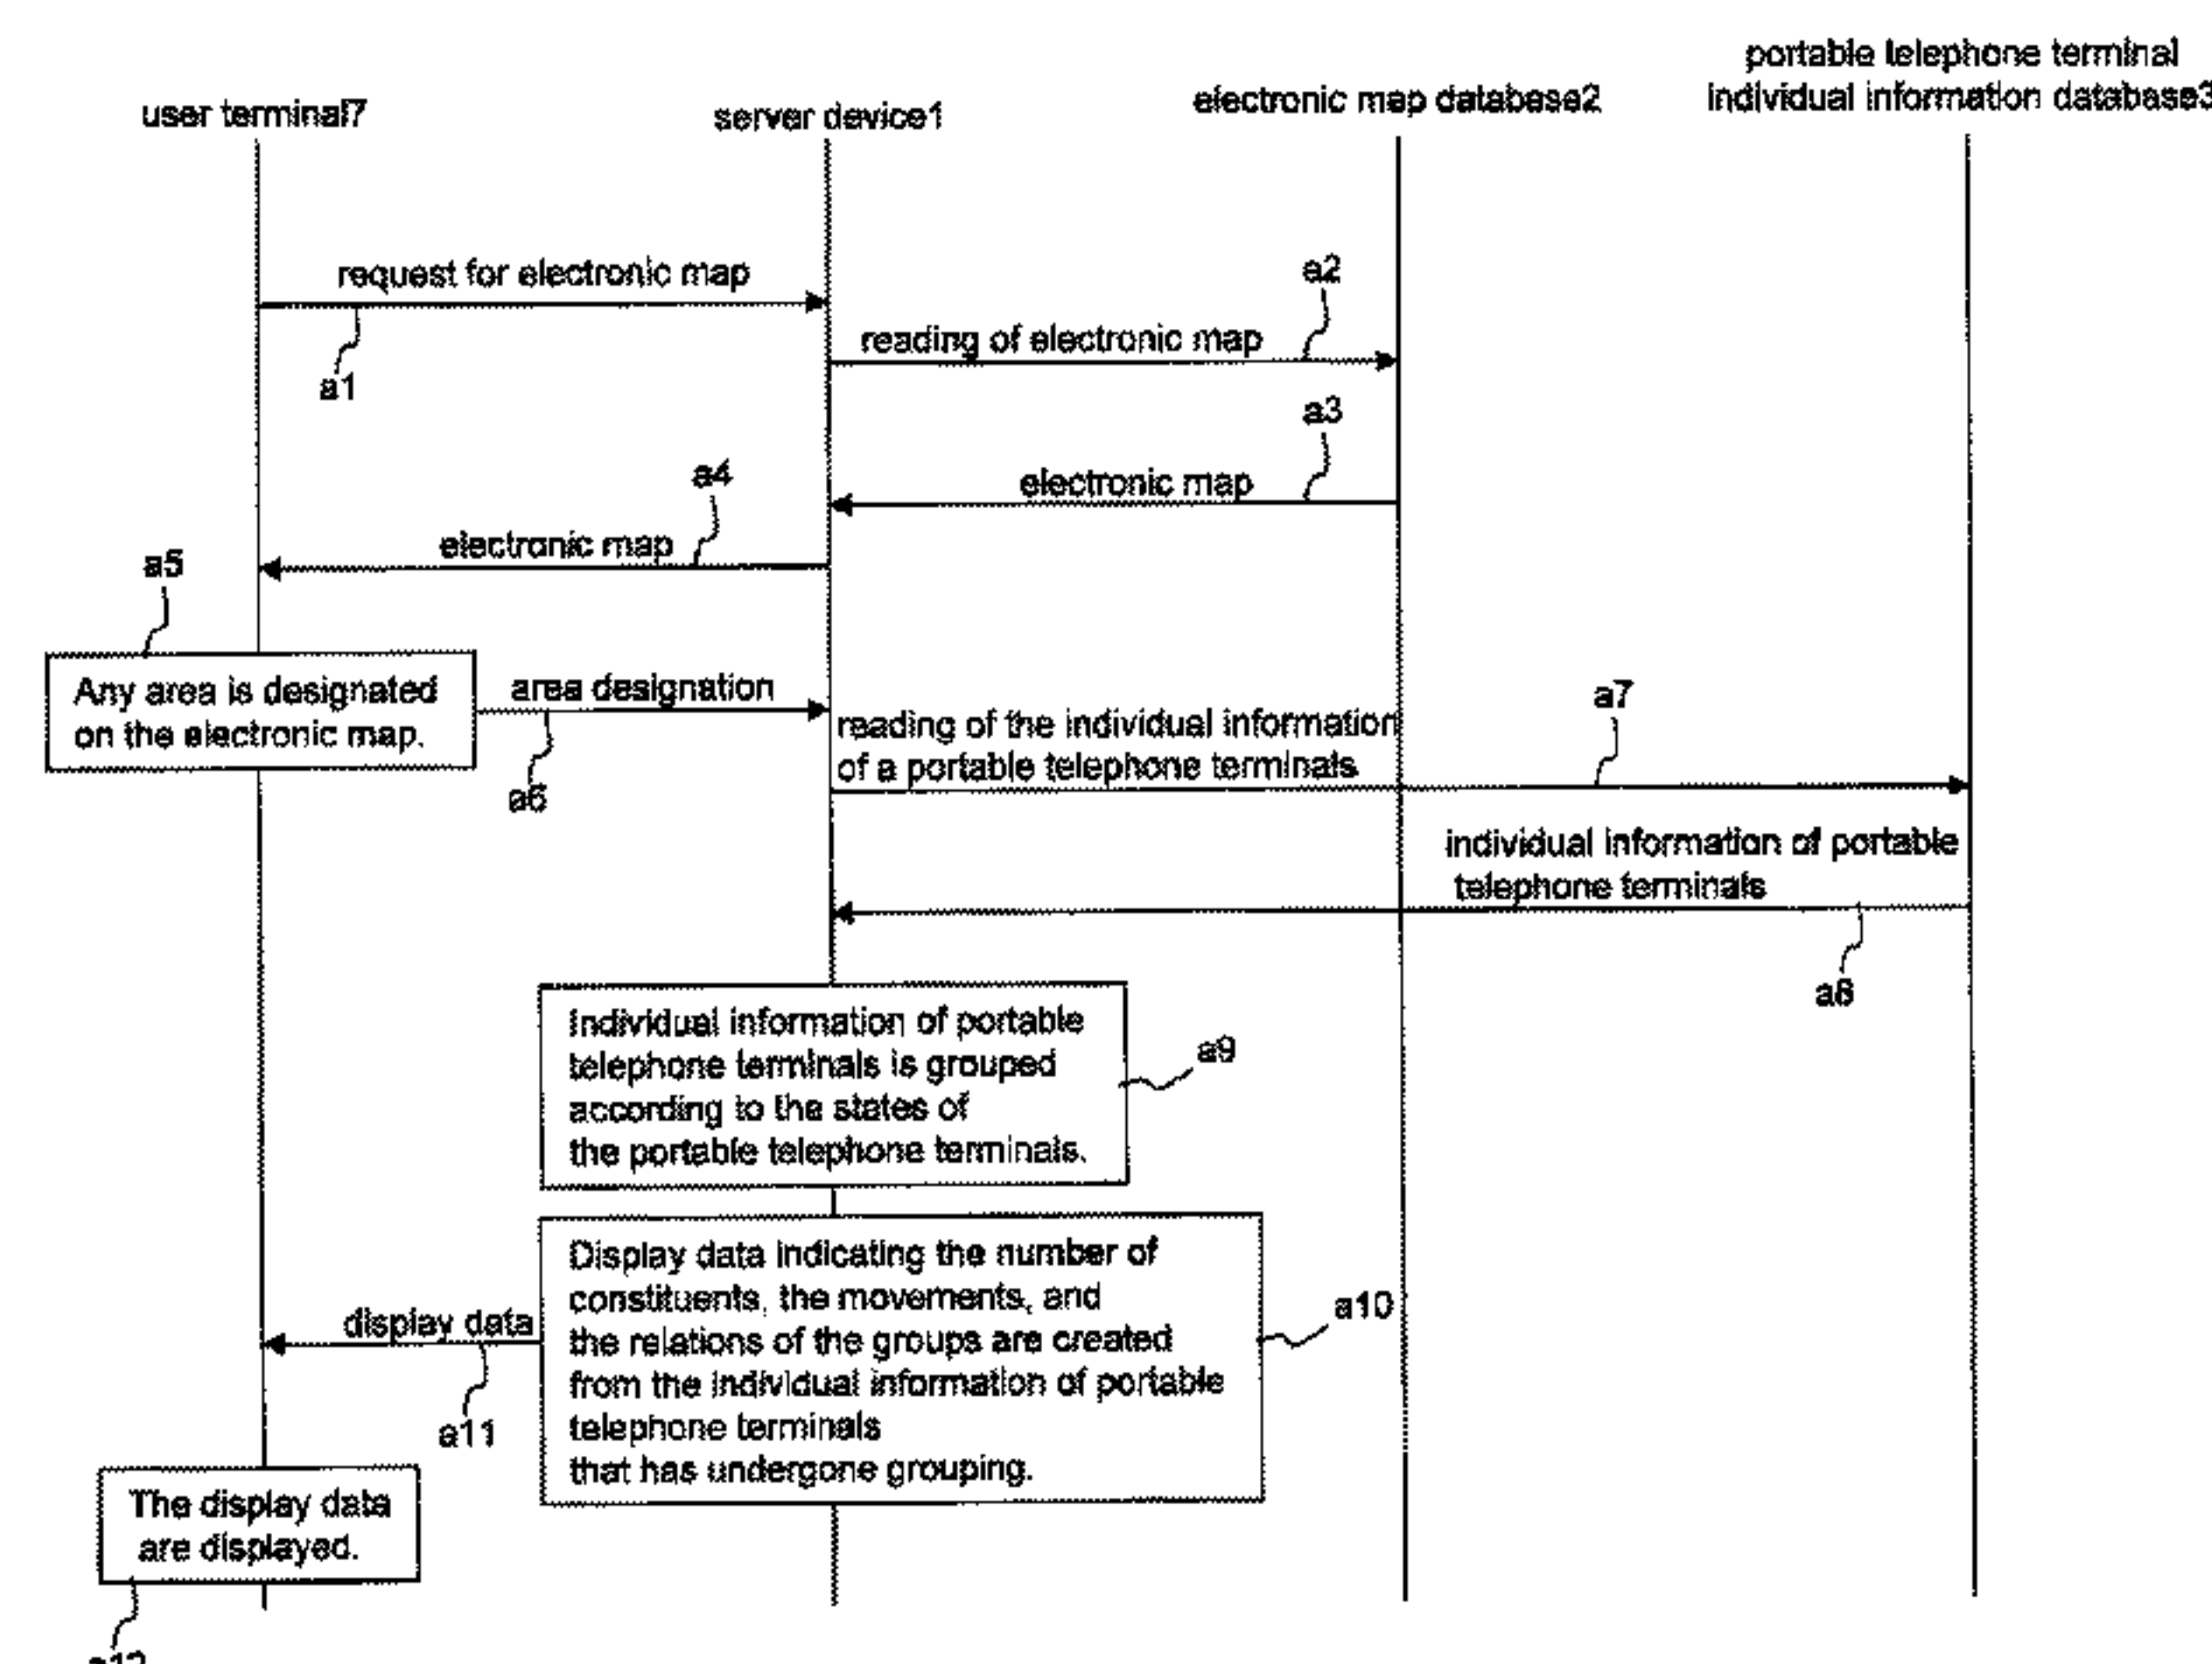 portable telephone terminal
individual information database3
user terminal7
server device1
electronic map database2
request for electronic map
a1
a2
reading of electronic map
a3
electronic map
a4
electronic map
a5
Any area is designated
on the electronic map.
area designation
a6
reading of the individual information
of a portable telephone terminals
a7
individual information of portable
telephone terminals
a8
Individual information of portable
telephone terminals is grouped
according to the states of
the portable telephone terminals.
a9
Display data indicating the number of
constituents, the movements, and
the relations of the groups are created
from the individual information of portable
telephone terminals
that has undergone grouping.
a10
display data
a11
The display data
are displayed.